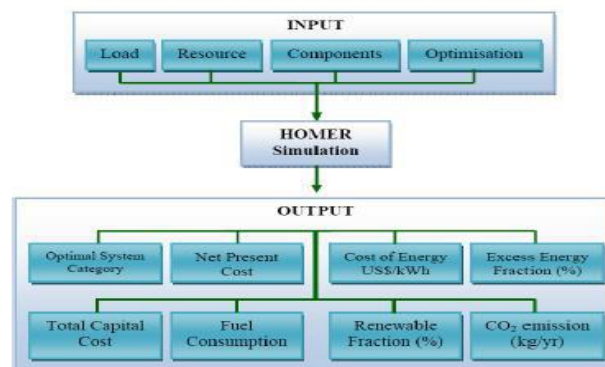 INPUT
Load Resource Components Optimisation
HOMER
Simulation
OUTPUT
Optimal System
Category
Net Present
Cost
Cost of Energy
US$/kWh
Excess Energy
Fraction (%)
Total Capital
Cost
Fuel
Consumption
Renewable
Fraction (%)
CO₂ emission
(kg/yr)